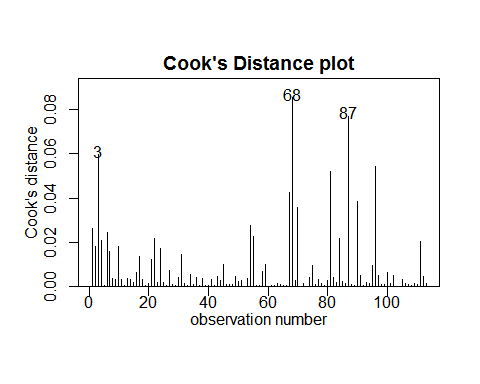 Cook's Distance plot
Cook's distance
0.00 0.02 0.04 0.06 0.08
3
68
87
0 20 40 60 80 100
observation number